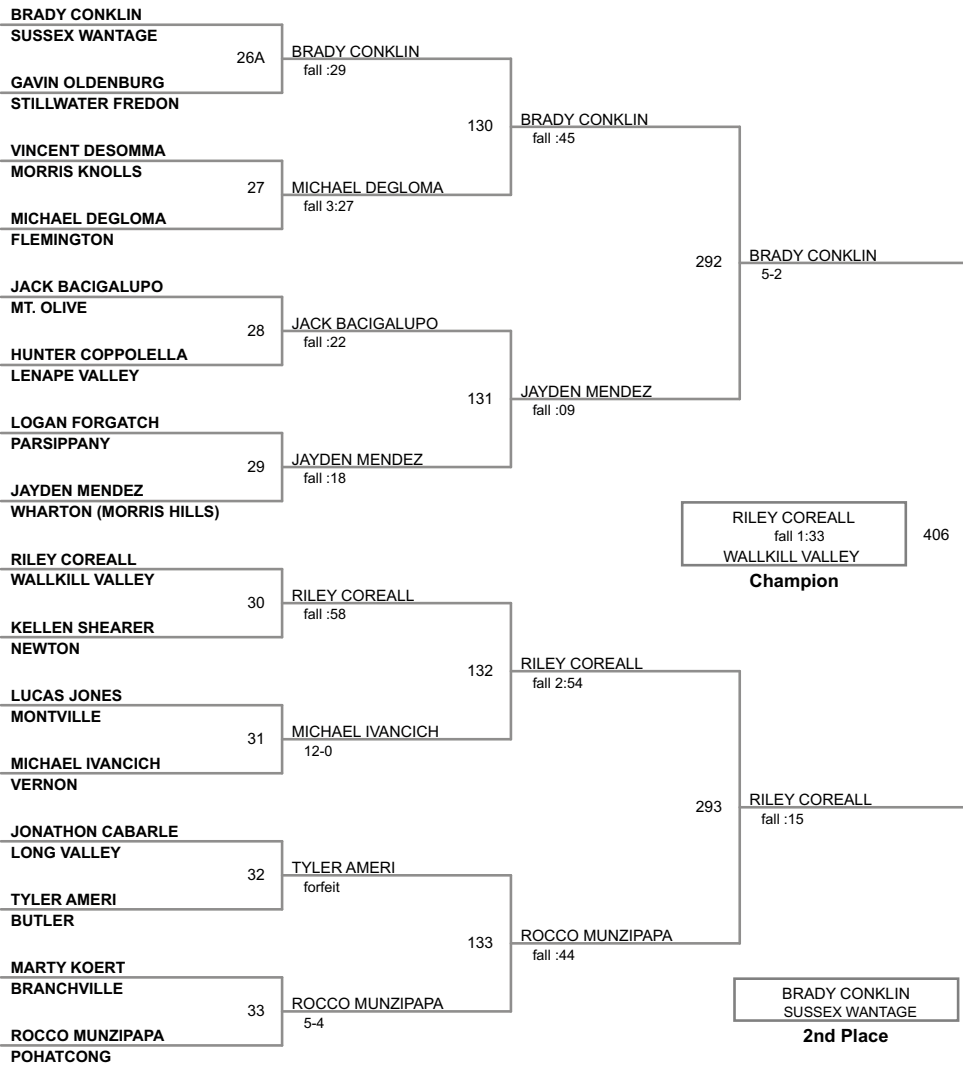 BRADY CONKLIN
SUSSEX WANTAGE
26A
GAVIN OLDENBURG
STILLWATER FREDON
VINCENT DESOMMA
MORRIS KNOLLS
27
MICHAEL DEGLOMA
FLEMINGTON
JACK BACIGALUPO
MT. OLIVE
28
HUNTER COPPOLELLA
LENAPE VALLEY
LOGAN FORGATCH
PARSIPPANY
29
JAYDEN MENDEZ
WHARTON (MORRIS HILLS)
RILEY COREALL
WALLKILL VALLEY
30
KELLEN SHEARER
NEWTON
LUCAS JONES
MONTVILLE
31
MICHAEL IVANCICH
VERNON
JONATHON CABARLE
LONG VALLEY
32
TYLER AMERI
BUTLER
MARTY KOERT
BRANCHVILLE
33
ROCCO MUNZIPAPA
POHATCONG
BRADY CONKLIN
fall :29
130
MICHAEL DEGLOMA
fall 3:27
JACK BACIGALUPO
fall :22
131
JAYDEN MENDEZ
fall :18
RILEY COREALL
fall :58
132
MICHAEL IVANCICH
12-0
TYLER AMERI
forfeit
133
ROCCO MUNZIPAPA
5-4
BRADY CONKLIN
fall :45
292
JAYDEN MENDEZ
fall :09
RILEY COREALL
fall 2:54
293
ROCCO MUNZIPAPA
fall :44
BRADY CONKLIN
5-2
RILEY COREALL
fall 1:33
WALLKILL VALLEY
406
Champion
RILEY COREALL
fall :15
BRADY CONKLIN
SUSSEX WANTAGE
2nd Place